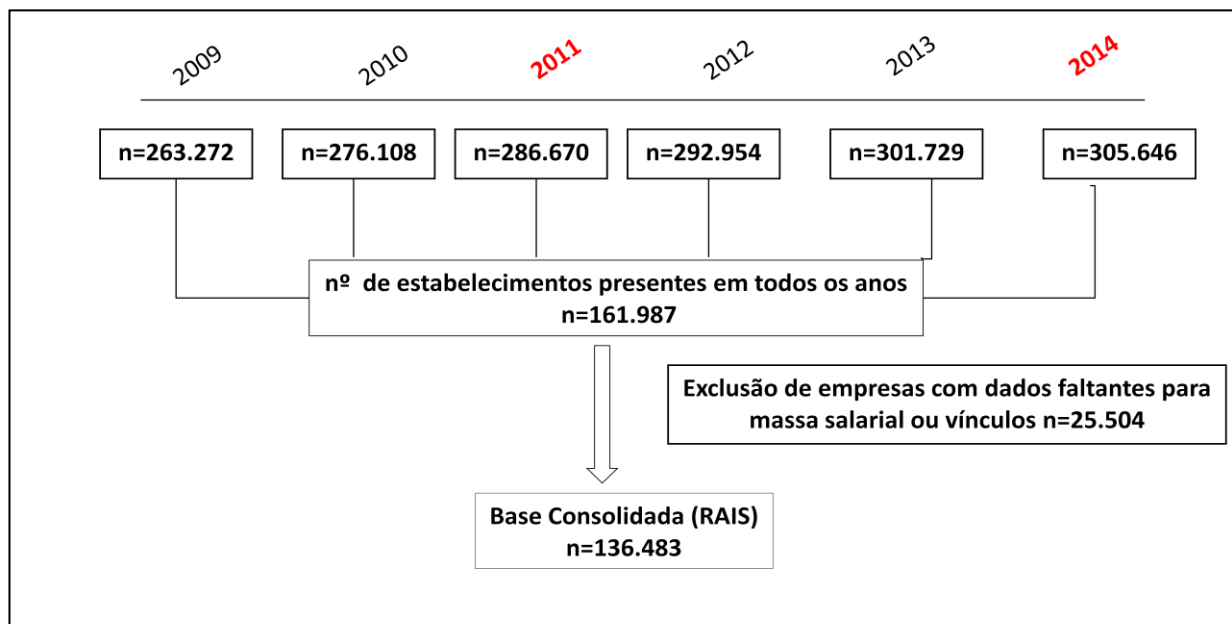 2009
2010
2011
2012
2013
2014
n=263.272
n=276.108
n=286.670
n=292.954
n=301.729
n=305.646
nº de estabelecimentos presentes em todos os anos
n=161.987
Exclusão de empresas com dados faltantes para
massa salarial ou vínculos n=25.504
Base Consolidada (RAIS)
n=136.483